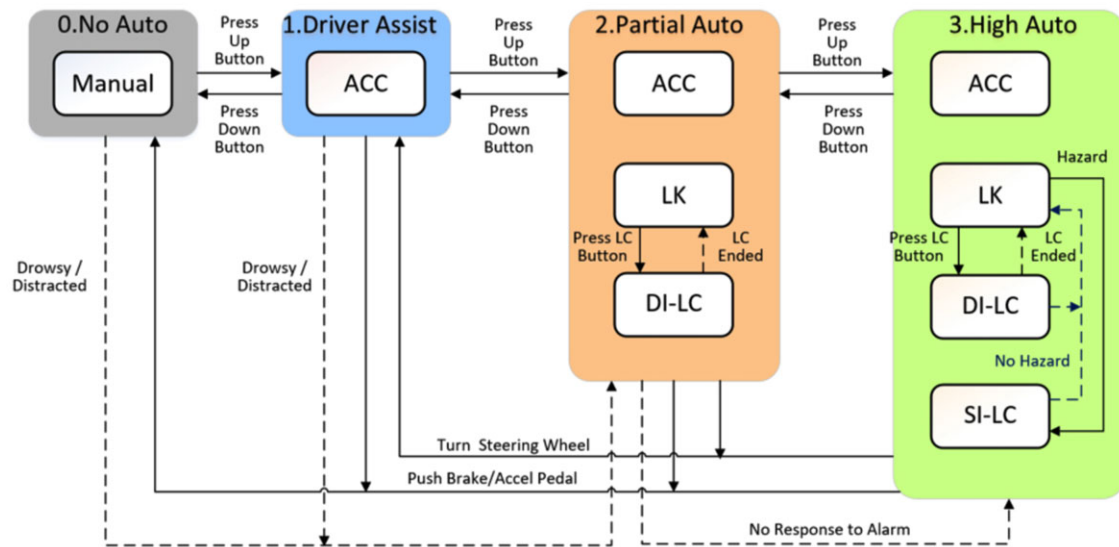 0.No Auto
Press
Up
Button
1.Driver Assist
Press
Up
Button
2.Partial Auto
Press
Up
Button
3.High Auto
Manual
ACC
ACC
ACC
Press
Down
Button
Press
Down
Button
Press
Down
Button
Hazard
LK
LK
Press LC
Button
LC
Ended
Press LC
Button
LC
Ended
Drowsy /
Distracted
Drowsy /
Distracted
DI-LC
DI-LC
No Hazard
SI-LC
Turn Steering Wheel
Push Brake/Accel Pedal
No Response to Alarm